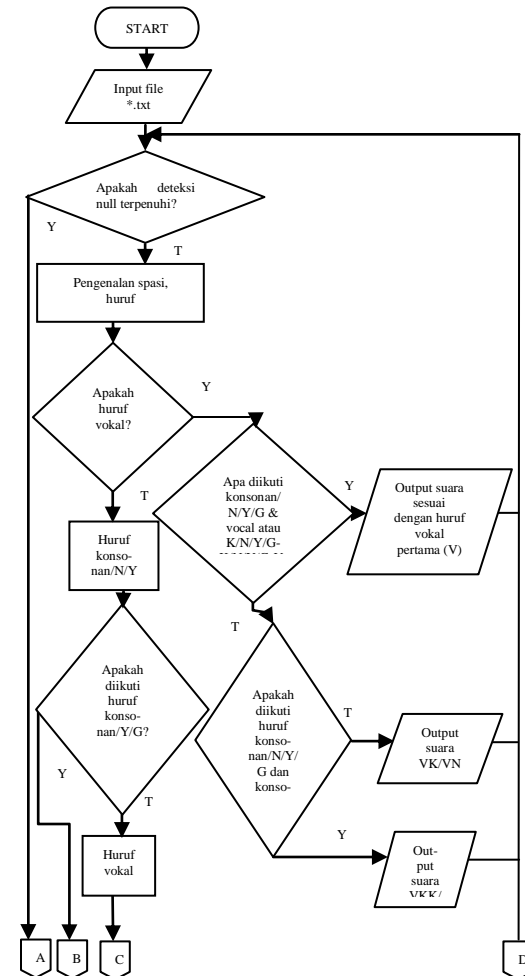 START
Input file
*.txt
Apakah deteksi
null terpenuhi?
Y
T
Pengenalan spasi,
huruf
Apakah
huruf
vokal?
Y
T
Apa diikuti
konsonan/
N/Y/G &
vocal atau
K/N/Y/G-
Y
Output suara
sesuai
dengan huruf
vokal
pertama (V)
Huruf
konso-
nan/N/Y
T
Apakah
diikuti
huruf
konso-
nan/Y/G?
Y
T
Apakah
diikuti
huruf
konso-
nan/N/Y/
G dan
konso-
T
Output
suara
VK/VN
Y
Out-
put
suara
VKK/
Huruf
vokal
A
B
C
D